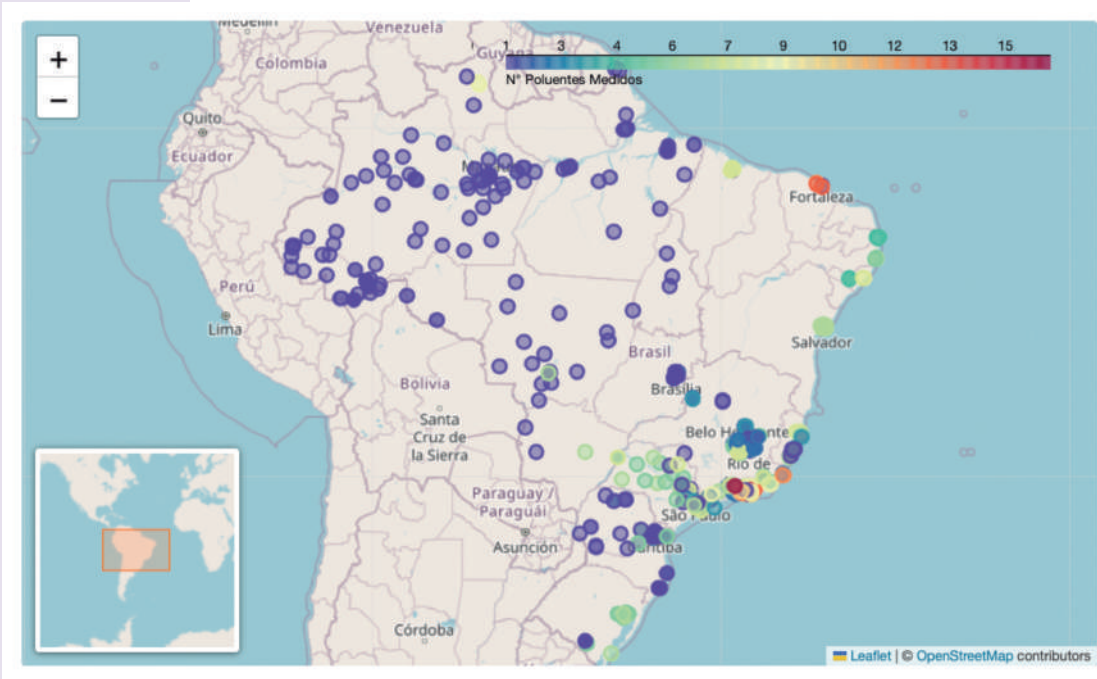 Medellín
Venezuela
Guyana
Colombia
+
−
1 3 4 6 7 9 10 12 13 15
N° Poluentes Medidos
Quito
Ecuador
Fortaleza
Perú
Lima
Salvador
Brasil
Bolivia
Brasília
Santa
Cruz de
la Sierra
Belo Horizonte
Rio de
Paraguay /
Paraguái
São Paulo
Asunción
Curitiba
Córdoba
Leaflet | © OpenStreetMap contributors